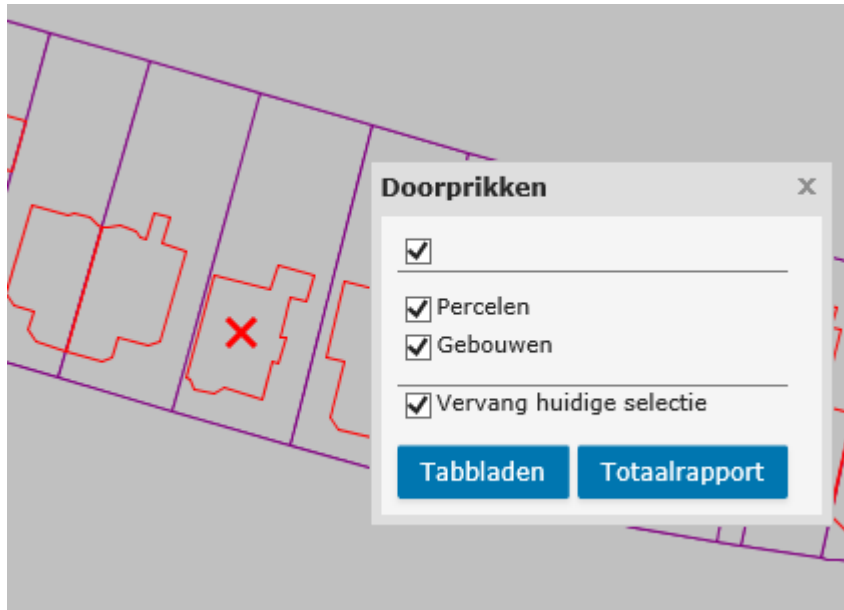 Doorprikken x
Percelen
Gebouwen
Vervang huidige selectie
Tabbladen Totaalrapport